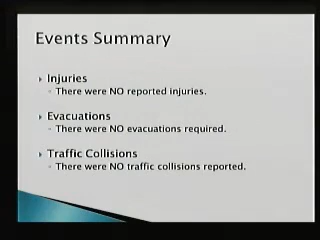 Events Summary
Injuries
There were NO reported injuries.
Evacuations
There were NO evacuations required.
Traffic Collisions
There were NO traffic collisions reported.